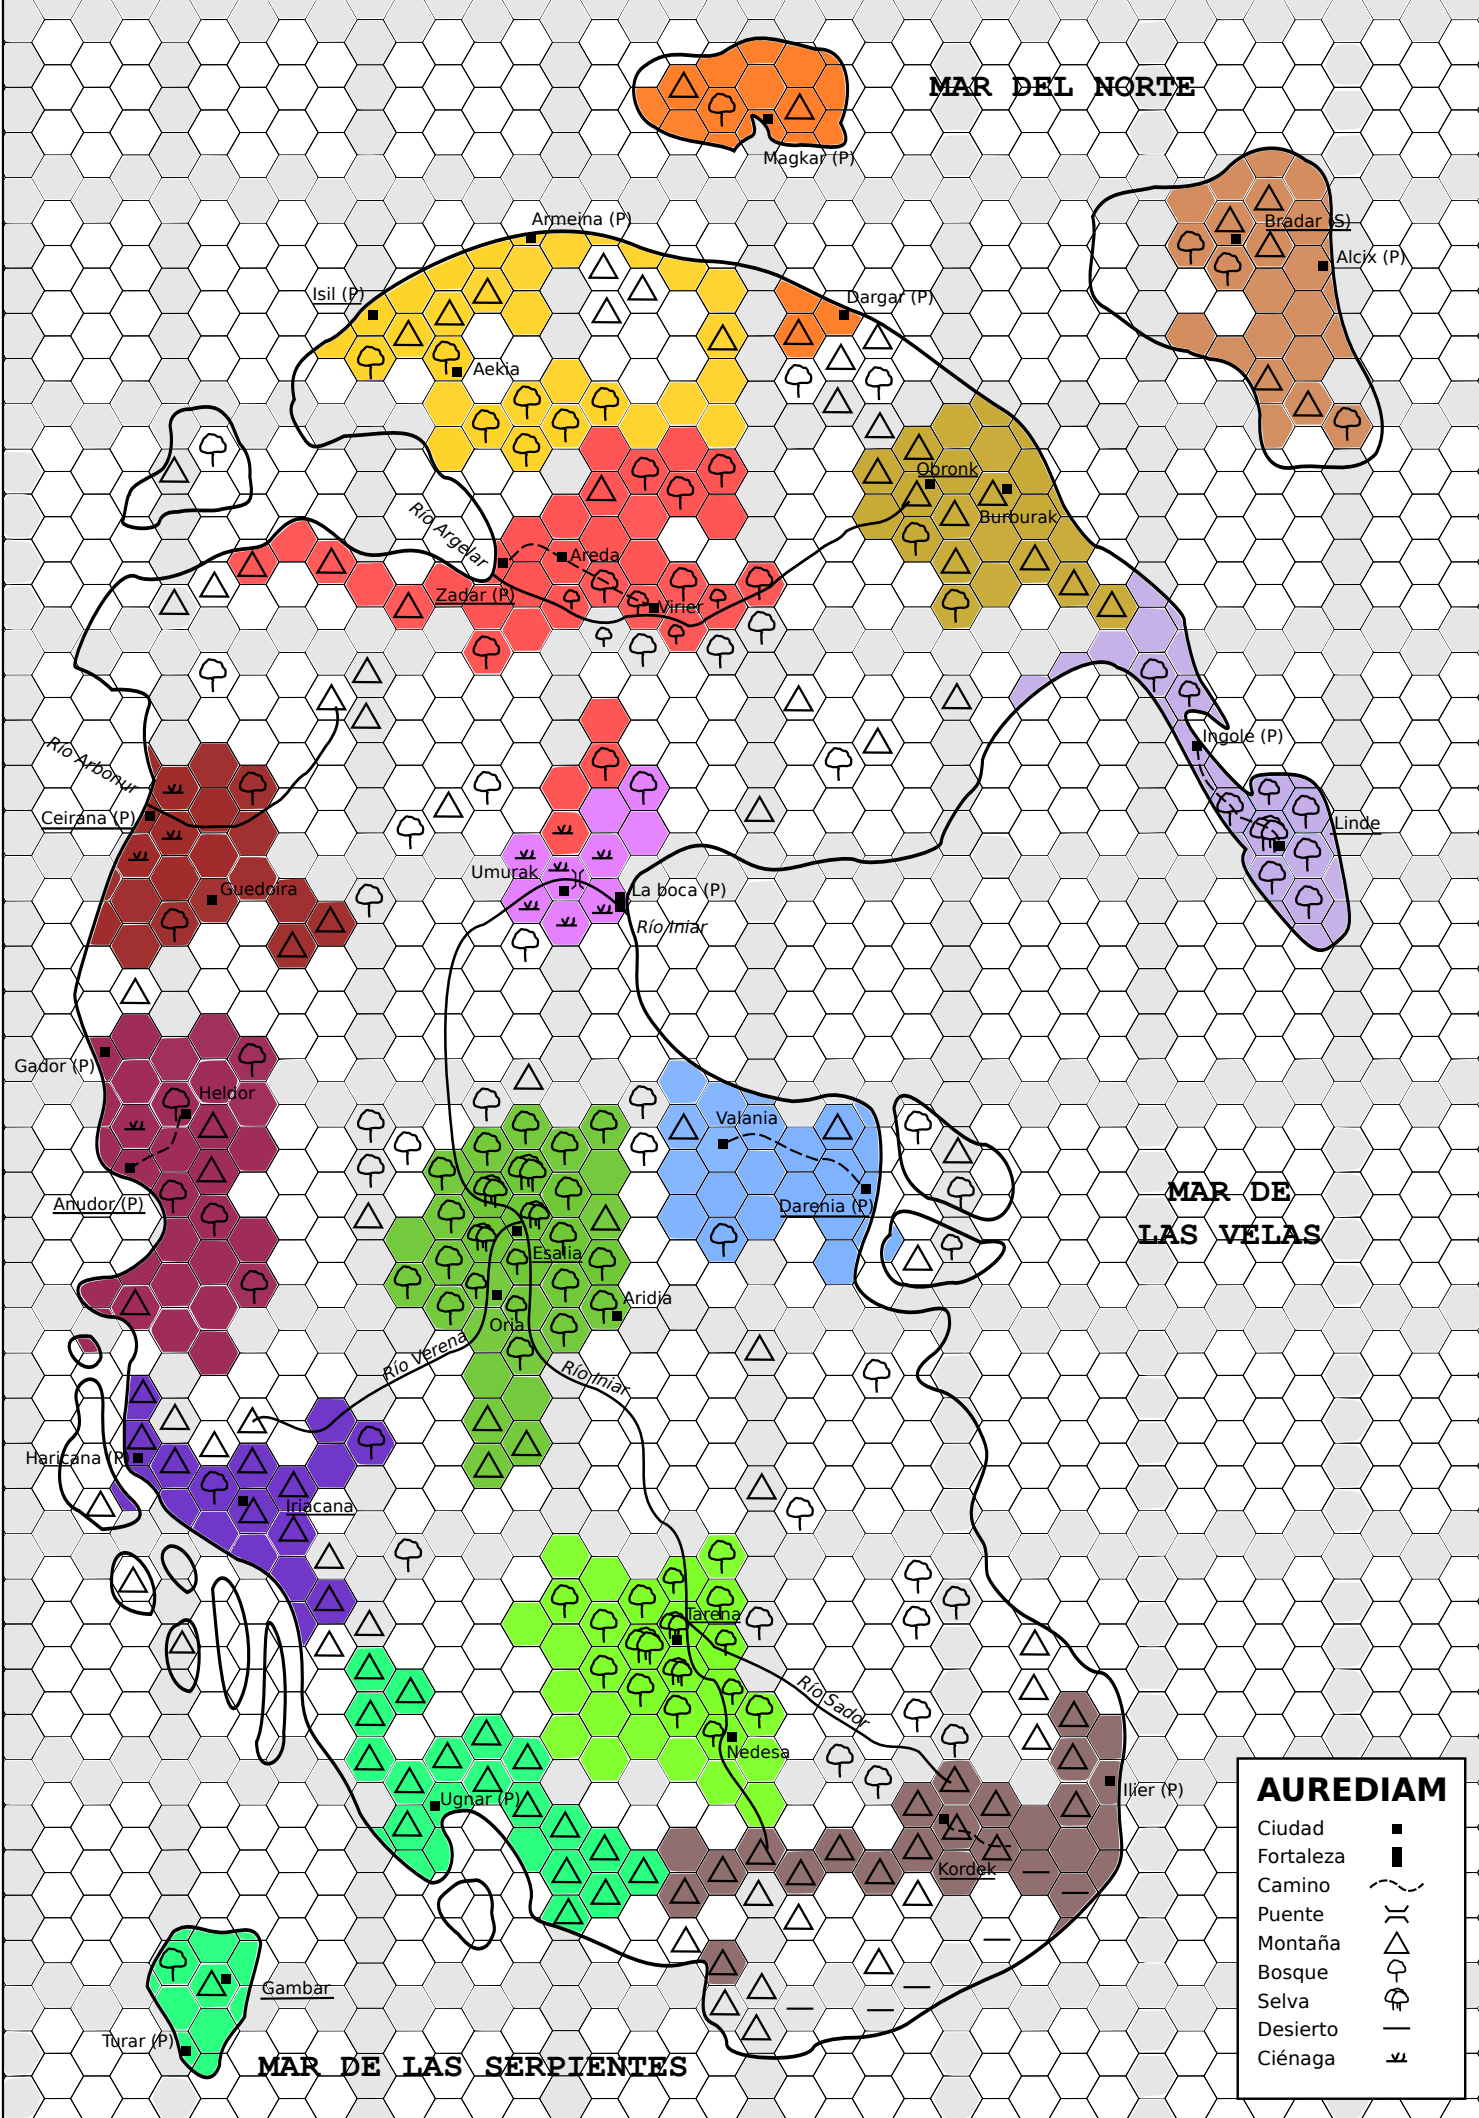 MAR DEL NORTE
Magkar (P)
Armeina (P)
Bradar (S)
Alcix (P)
Isil (P)
Dargar (P)
Aekia
Obronk
Burburak
Río Argelar
Areda
Zadar (P)
Virier
Río Arbonur
Ingole (P)
Ceirana (P)
Linde
Umurak
Guedoira
La boca (P)
Río Iniar
Gador (P)
Heldor
Valania
Anudor (P)
Darenia (P)
MAR DE
LAS VELAS
Esalia
Aridia
Oria
Río Verena
Río Iniar
Haricana (P)
Iriacana
Tarena
Río Sador
Nedesa
Ugnar (P)
Ilier (P)
Kordek
Gambar
Turar (P)
MAR DE LAS SERPIENTES
AUREDIAM
Ciudad
Fortaleza
Camino
Puente
Montaña
Bosque
Selva
Desierto
Ciénaga